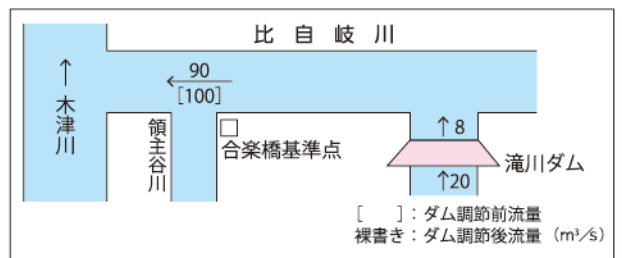 比自岐川
90
[100]
↑木津川
領主谷川
合楽橋基準点
↑8
滝川ダム
↑20
[ ]：ダム調節前流量
裸書き：ダム調節後流量（m³/s）